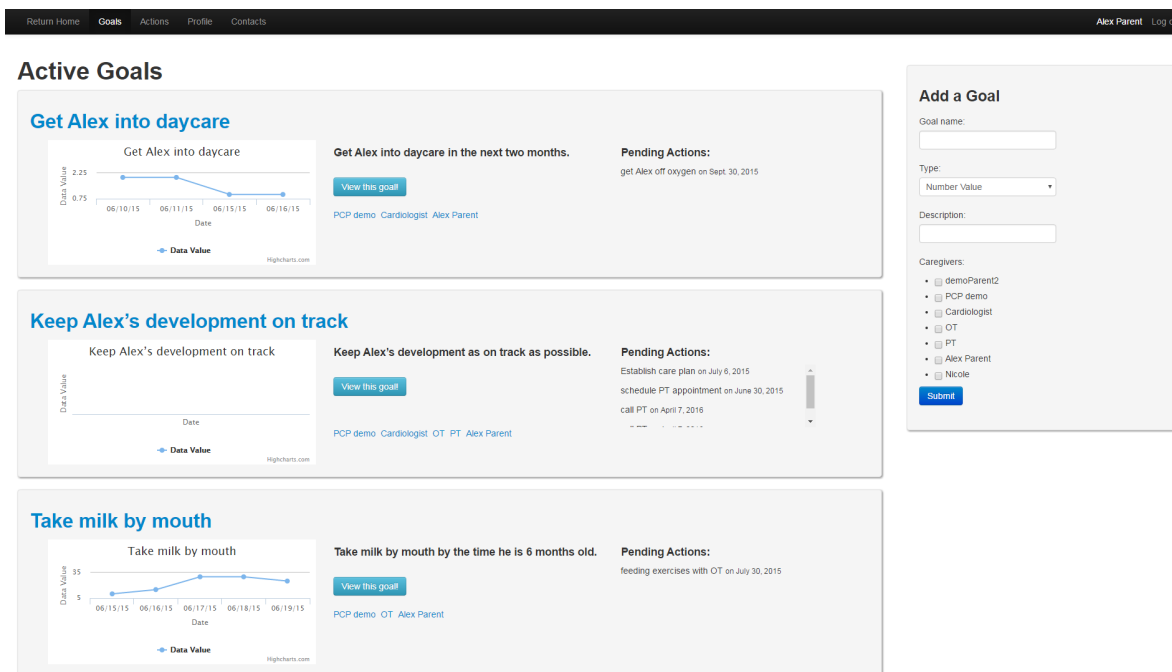 Return Home Goals Actions Profile Contacts Alex Parent Log
Active Goals
Get Alex into daycare
Get Alex into daycare
Data Value
2.25
0.75
06/10/15 06/11/15 06/15/15 06/16/15
Date
Data Value
Highcharts.com
Get Alex into daycare in the next two months.
View this goal!
PCP demo Cardiologist Alex Parent
Pending Actions:
get Alex off oxygen on Sept. 30, 2015
Keep Alex's development on track
Keep Alex's development on track
Data Value
Date
Data Value
Highcharts.com
Keep Alex's development as on track as possible.
View this goal!
PCP demo Cardiologist OT PT Alex Parent
Pending Actions:
Establish care plan on July 6, 2015
schedule PT appointment on June 30, 2015
call PT on April 7, 2016
Take milk by mouth
Take milk by mouth
Data Value
35
5
06/15/15 06/16/15 06/17/15 06/18/15 06/19/15
Date
Data Value
Highcharts.com
Take milk by mouth by the time he is 6 months old.
View this goal!
PCP demo OT Alex Parent
Pending Actions:
feeding exercises with OT on July 30, 2015
Add a Goal
Goal name:
Type:
Number Value
Description:
Caregivers:
demoParent2
PCP demo
Cardiologist
OT
PT
Alex Parent
Nicole
Submit